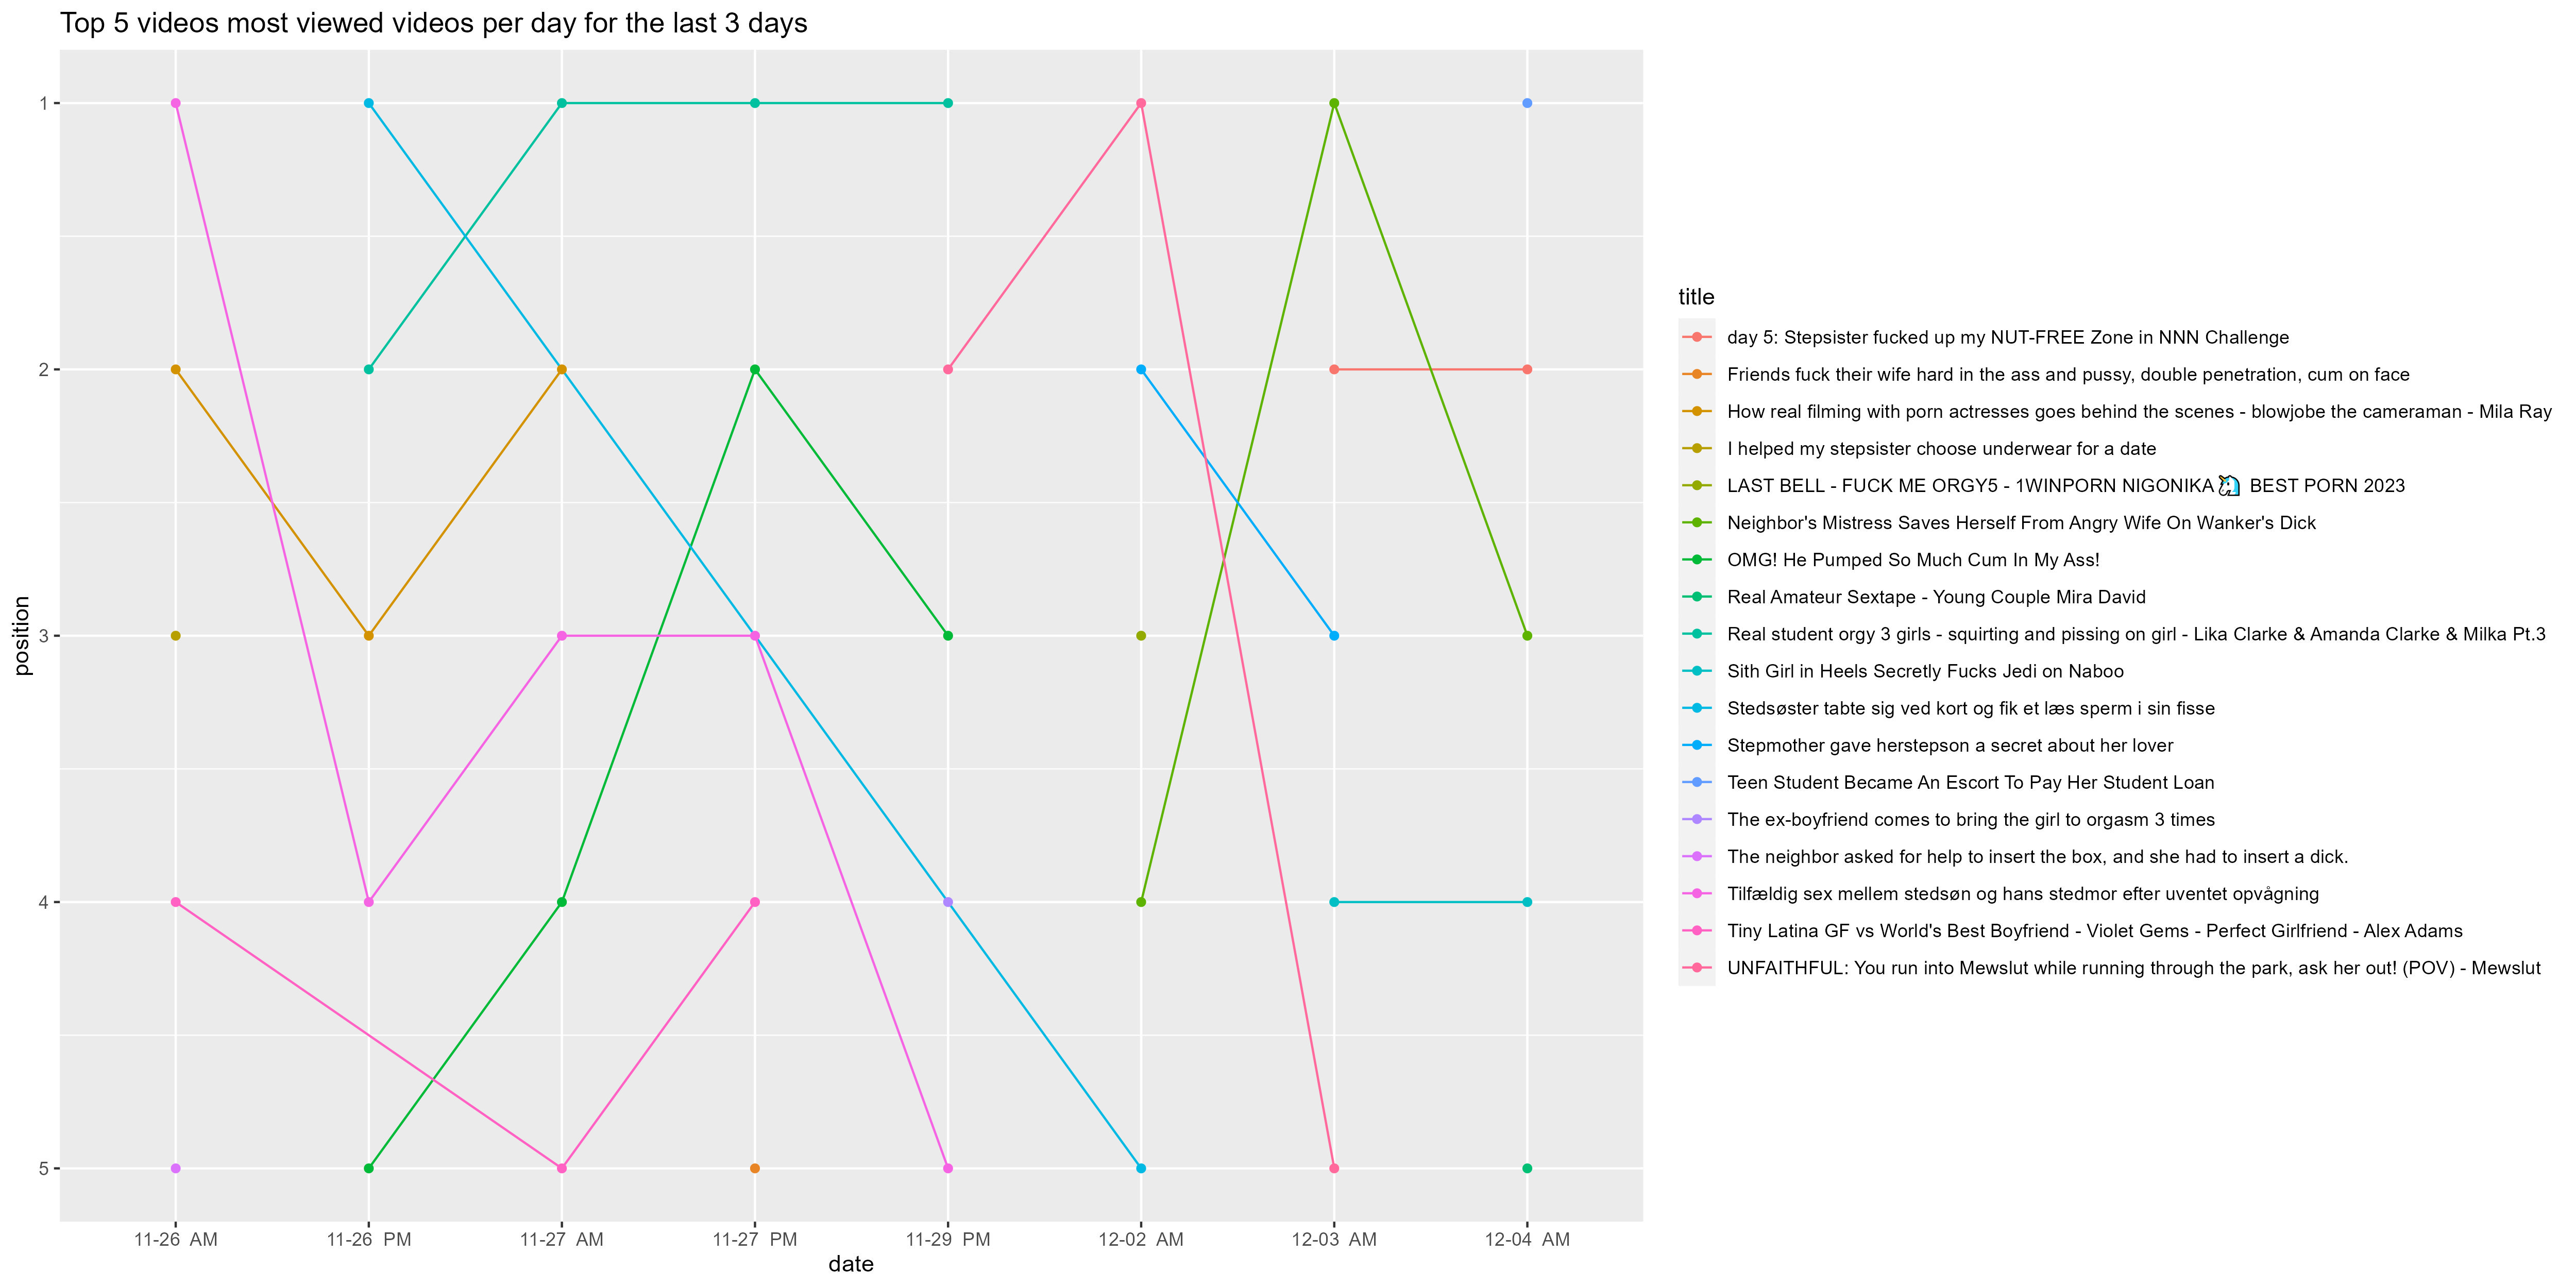 Top 5 videos most viewed videos per day for the last 3 days
1
2
3
4
5
position
11-26 AM
11-26 PM
11-27 AM
11-27 PM
11-29 PM
12-02 AM
12-03 AM
12-04 AM
date
title
day 5: Stepsister fucked up my NUT-FREE Zone in NNN Challenge
Friends fuck their wife hard in the ass and pussy, double penetration, cum on face
How real filming with porn actresses goes behind the scenes - blowjobe the cameraman - Mila Ray
I helped my stepsister choose underwear for a date
LAST BELL - FUCK ME ORGY5 - 1WINPORN NIGONIKA🦄 BEST PORN 2023
Neighbor's Mistress Saves Herself From Angry Wife On Wanker's Dick
OMG! He Pumped So Much Cum In My Ass!
Real Amateur Sextape - Young Couple Mira David
Real student orgy 3 girls - squirting and pissing on girl - Lika Clarke & Amanda Clarke & Milka Pt.3
Sith Girl in Heels Secretly Fucks Jedi on Naboo
Stedsøster tabte sig ved kort og fik et læs sperm i sin fisse
Stepmother gave herstepson a secret about her lover
Teen Student Became An Escort To Pay Her Student Loan
The ex-boyfriend comes to bring the girl to orgasm 3 times
The neighbor asked for help to insert the box, and she had to insert a dick.
Tilfældig sex mellem stedsøn og hans stedmor efter uventet opvågning
Tiny Latina GF vs World's Best Boyfriend - Violet Gems - Perfect Girlfriend - Alex Adams
UNFAITHFUL: You run into Mewslut while running through the park, ask her out! (POV) - Mewslut